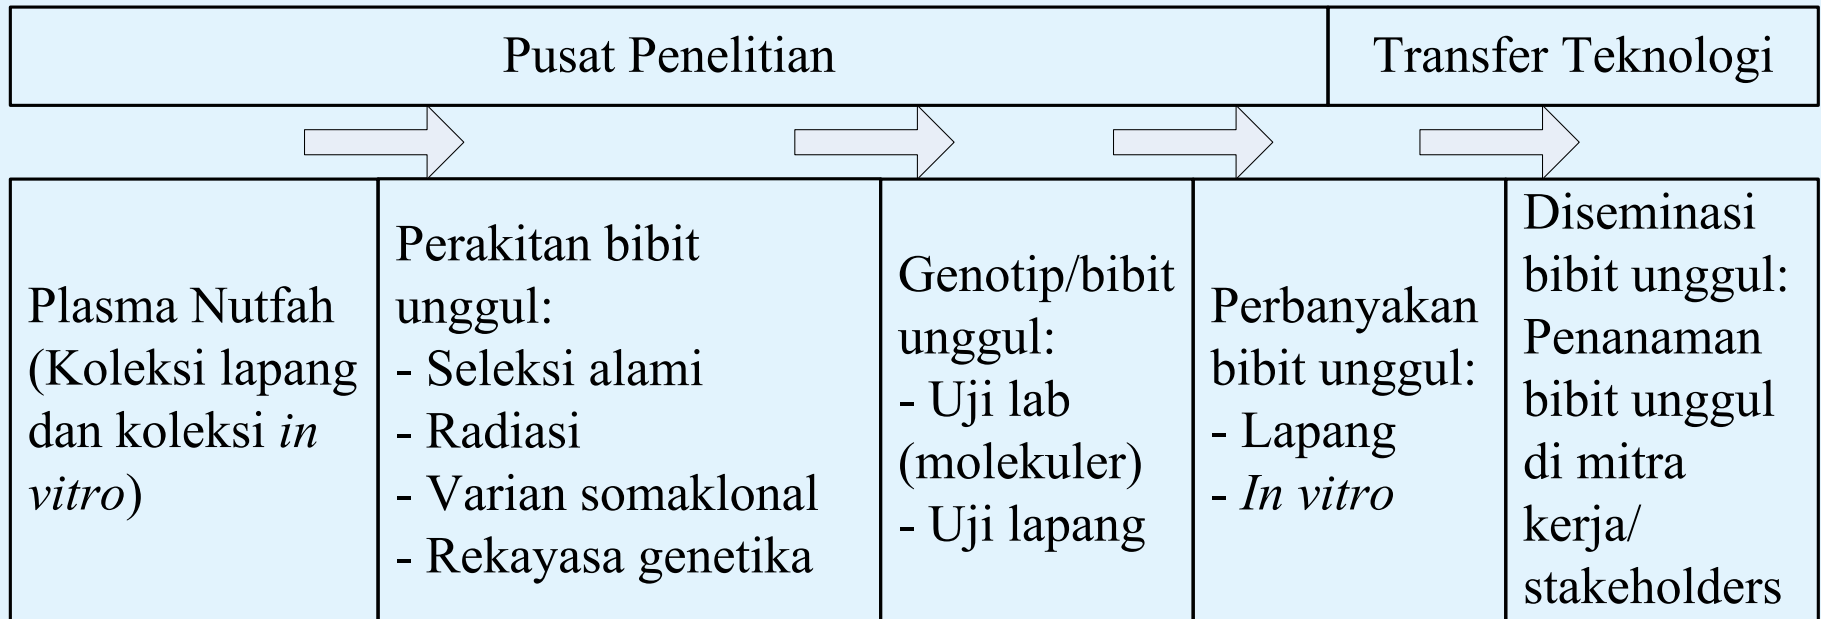 Pusat Penelitian
Transfer Teknologi
Plasma Nutfah
(Koleksi lapang
dan koleksi in
vitro)
Perakitan bibit
unggul:
- Seleksi alami
- Radiasi
- Varian somaklonal
- Rekayasa genetika
Genotip/bibit
unggul:
- Uji lab
(molekuler)
- Uji lapang
Perbanyakan
bibit unggul:
- Lapang
- In vitro
Diseminasi
bibit unggul:
Penanaman
bibit unggul
di mitra
kerja/
stakeholders